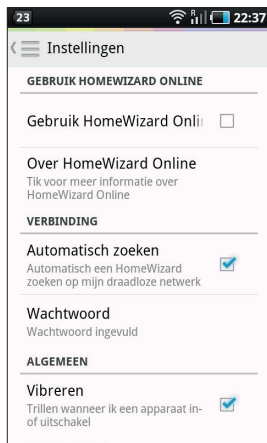 23 R 22:37
Instellingen
GEBRUIK HOMEWIZARD ONLINE
Gebruik HomeWizard Onli
Over HomeWizard Online
Tik voor meer informatie over
HomeWizard Online
VERBINDING
Automatisch zoeken
Automatisch een HomeWizard
zoeken op mijn draadloze netwerk
Wachtwoord
Wachtwoord ingevuld
ALGEMEEN
Vibreren
Trillen wanneer ik een apparaat in-
of uitschakel